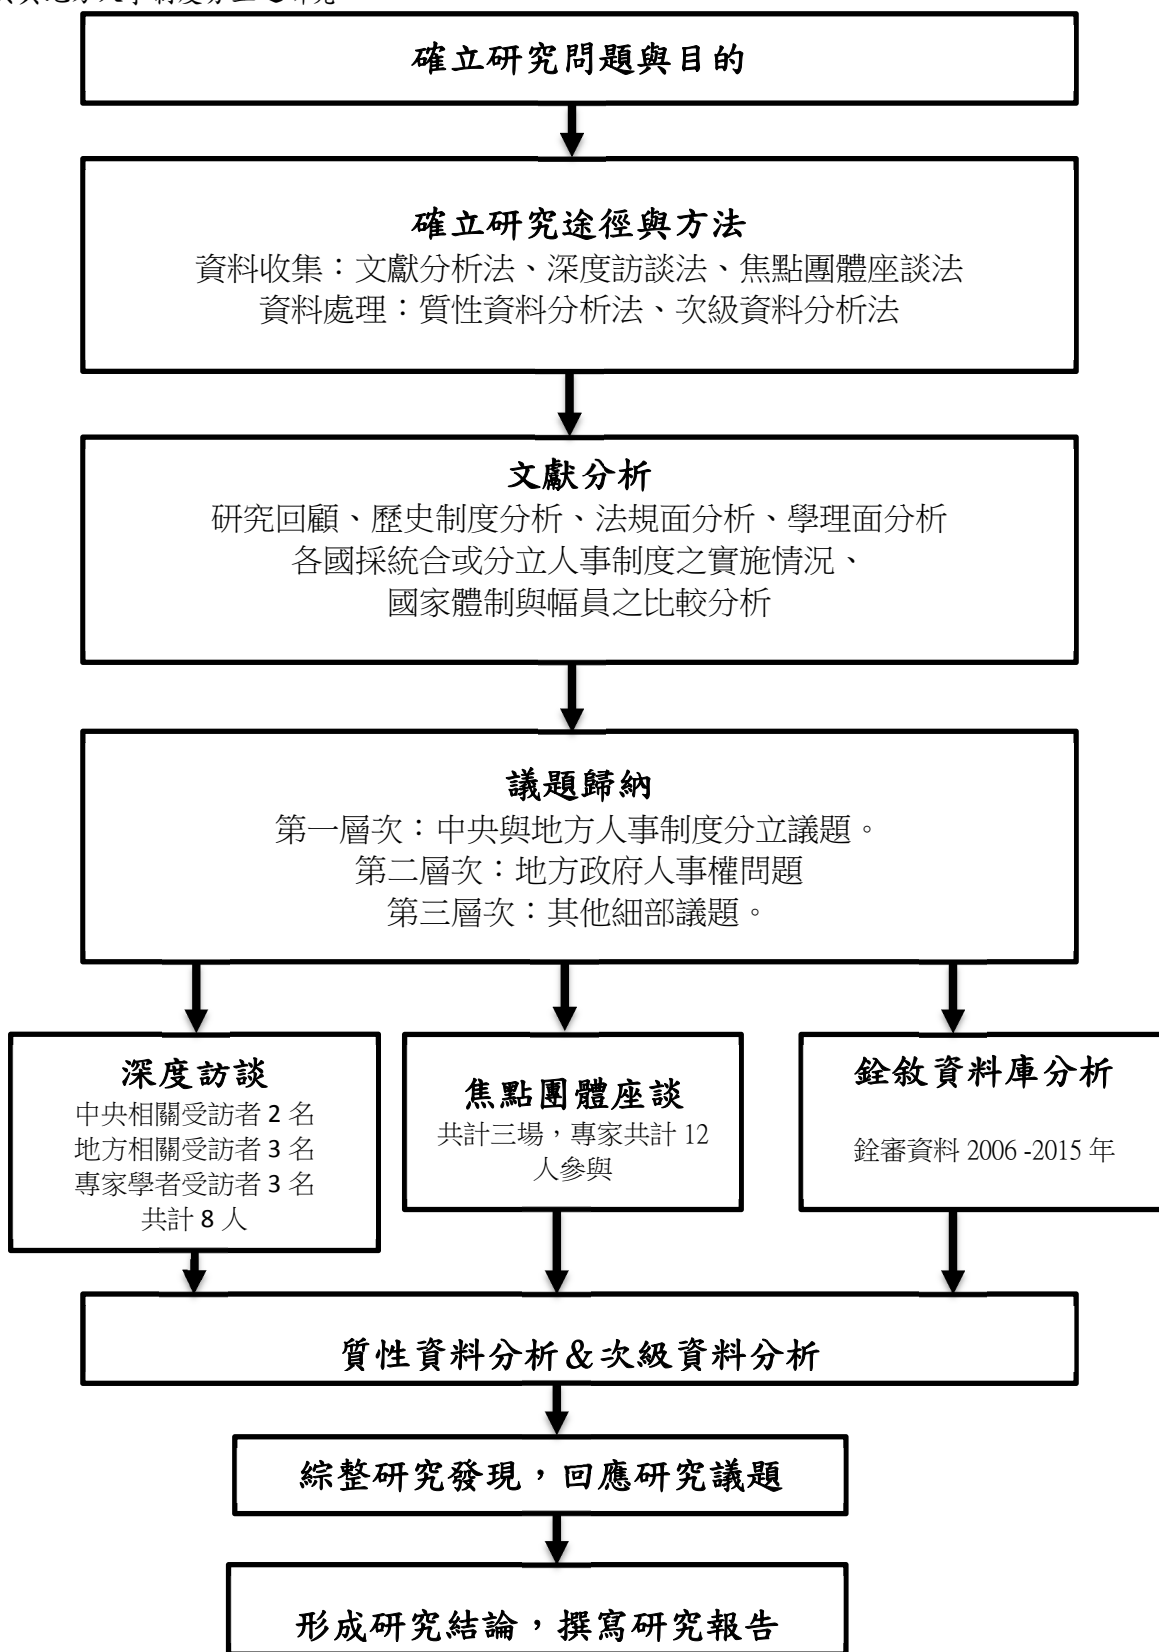 地方人事制度分立之研究
確立研究問題與目的
確立研究途徑與方法
資料收集：文獻分析法、深度訪談法、焦點團體座談法
資料處理：質性資料分析法、次級資料分析法
文獻分析
研究回顧、歷史制度分析、法規面分析、學理面分析
各國採統合或分立人事制度之實施情況、
國家體制與幅員之比較分析
議題歸納
第一層次：中央與地方人事制度分立議題。
第二層次：地方政府人事權問題
第三層次：其他細部議題。
深度訪談
中央相關受訪者 2 名
地方相關受訪者 3 名
專家學者受訪者 3 名
共計 8 人
焦點團體座談
共計三場，專家共計 12
人參與
銓敘資料庫分析
銓審資料 2006 -2015 年
質性資料分析＆次級資料分析
綜整研究發現，回應研究議題
形成研究結論，撰寫研究報告